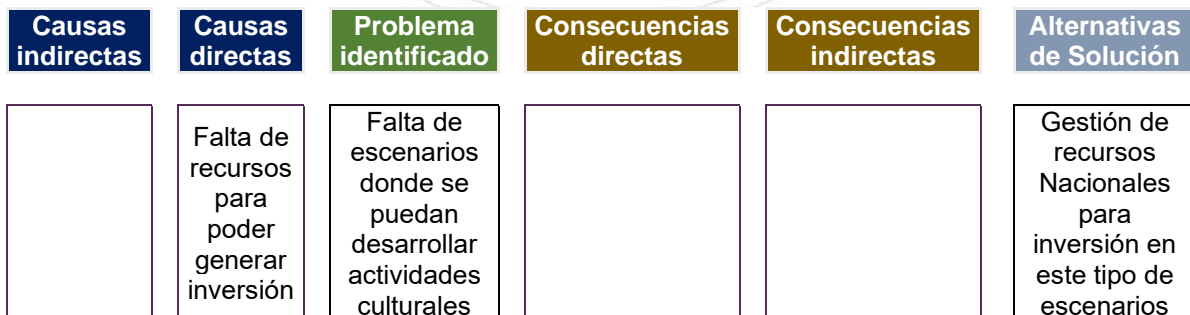 Causas
indirectas
Causas
directas
Problema
identificado
Consecuencias
directas
Consecuencias
indirectas
Alternativas
de Solución
Falta de
recursos
para
poder
generar
inversión
Falta de
escenarios
donde se
puedan
desarrollar
actividades
culturales
Gestión de
recursos
Nacionales
para
inversión en
este tipo de
escenarios